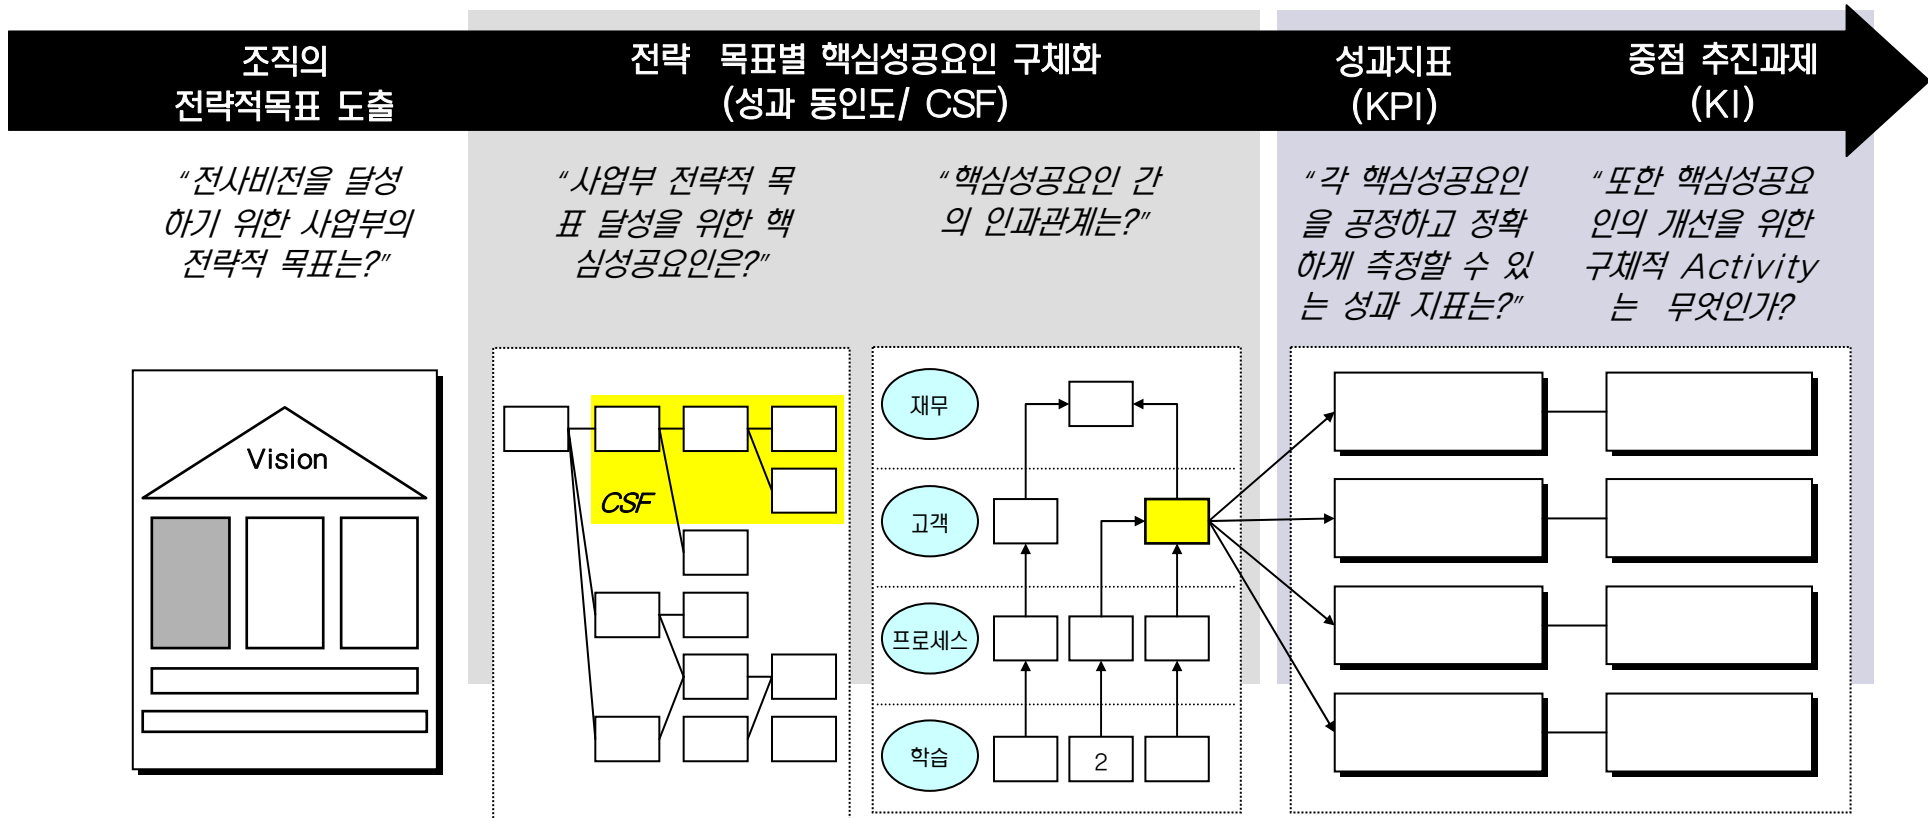 조직의
전략적목표 도출
전략 목표별 핵심성공요인 구체화
(성과 동인도/ CSF)
성과지표
(KPI)
중점 추진과제
(KI)
“전사비전을 달성
하기 위한 사업부의
전략적 목표는?”
“사업부 전략적 목
표 달성을 위한 핵
심성공요인은?”
“핵심성공요인 간
의 인과관계는?”
“각 핵심성공요인
을 공정하고 정확
하게 측정할 수 있
는 성과 지표는?”
“또한 핵심성공요
인의 개선을 위한
구체적 Activity
는 무엇인가?
Vision
CSF
재무
고객
프로세스
학습
2